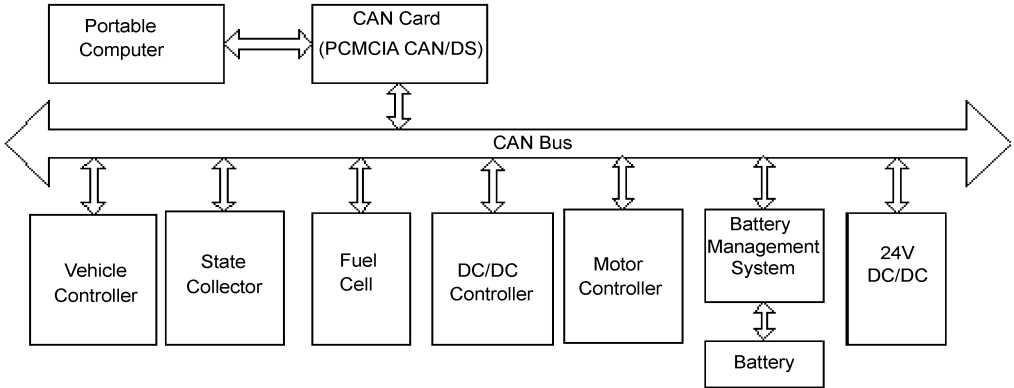 Portable
Computer
CAN Card
(PCMCIA CAN/DS)
CAN Bus
Vehicle
Controller
State
Collector
Fuel
Cell
DC/DC
Controller
Motor
Controller
Battery
Management
System
Battery
24V
DC/DC